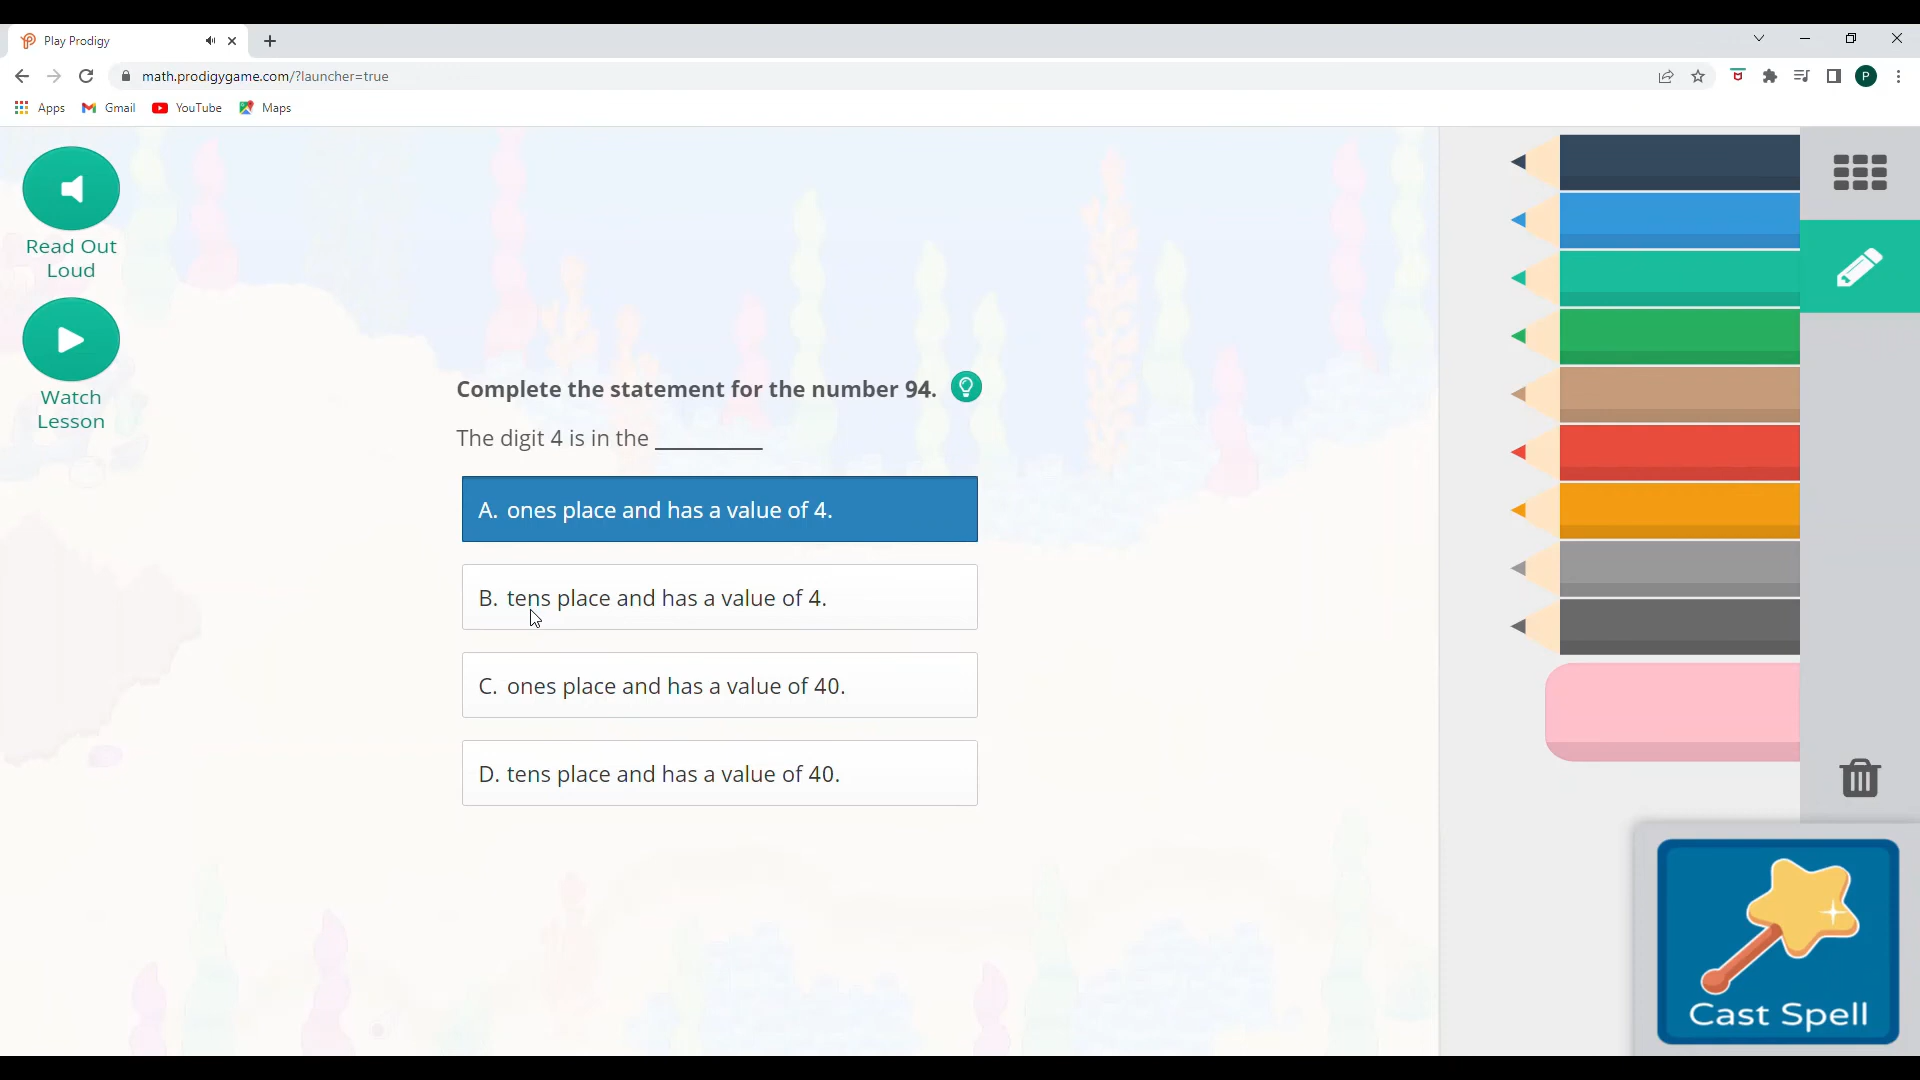 Play Prodigy
math.prodigygame.com/?launcher=true
P
Apps
Gmail
YouTube
Maps
Read Out
Loud
Watch
Lesson
Complete the statement for the number 94.
The digit 4 is in the _________
A. ones place and has a value of 4.
B. tens place and has a value of 4.
C. ones place and has a value of 40.
D. tens place and has a value of 40.
Cast Spell